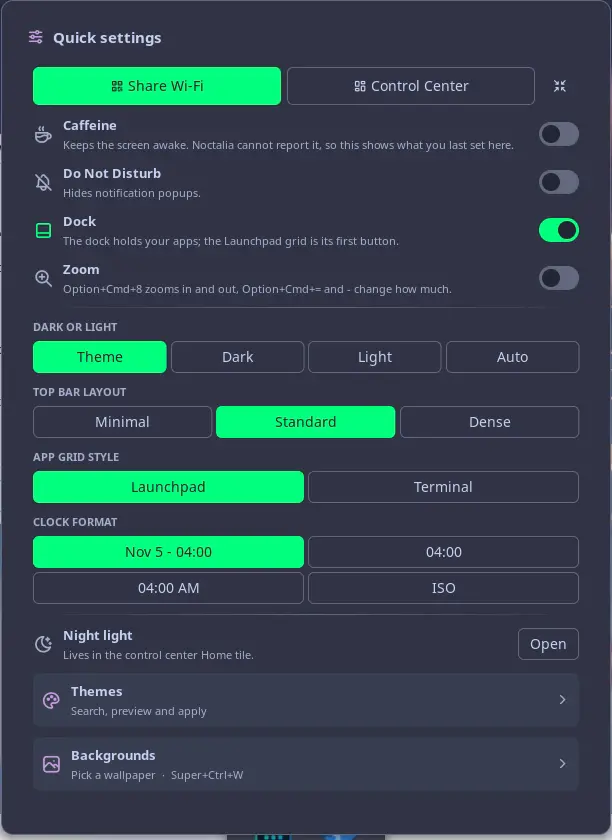 Quick settings
Share Wi-Fi
Control Center
Caffeine
Keeps the screen awake. Noctalia cannot report it, so this shows what you last set here.
Do Not Disturb
Hides notification popups.
Dock
The dock holds your apps; the Launchpad grid is its first button.
Zoom
Option+Cmd+8 zooms in and out, Option+Cmd+= and - change how much.
DARK OR LIGHT
Theme
Dark
Light
Auto
TOP BAR LAYOUT
Minimal
Standard
Dense
APP GRID STYLE
Launchpad
Terminal
CLOCK FORMAT
Nov 5 - 04:00
04:00
04:00 AM
ISO
Night light
Lives in the control center Home tile.
Open
Themes
Search, preview and apply
Backgrounds
Pick a wallpaper · Super+Ctrl+W